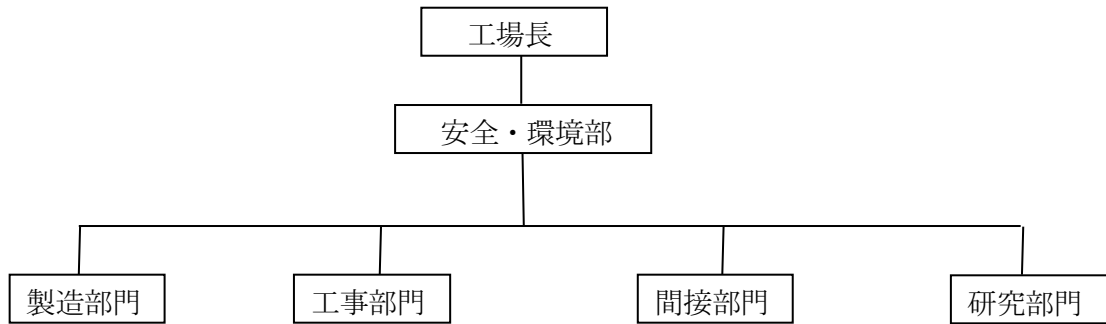 工場長
安全・環境部
製造部門
工事部門
間接部門
研究部門